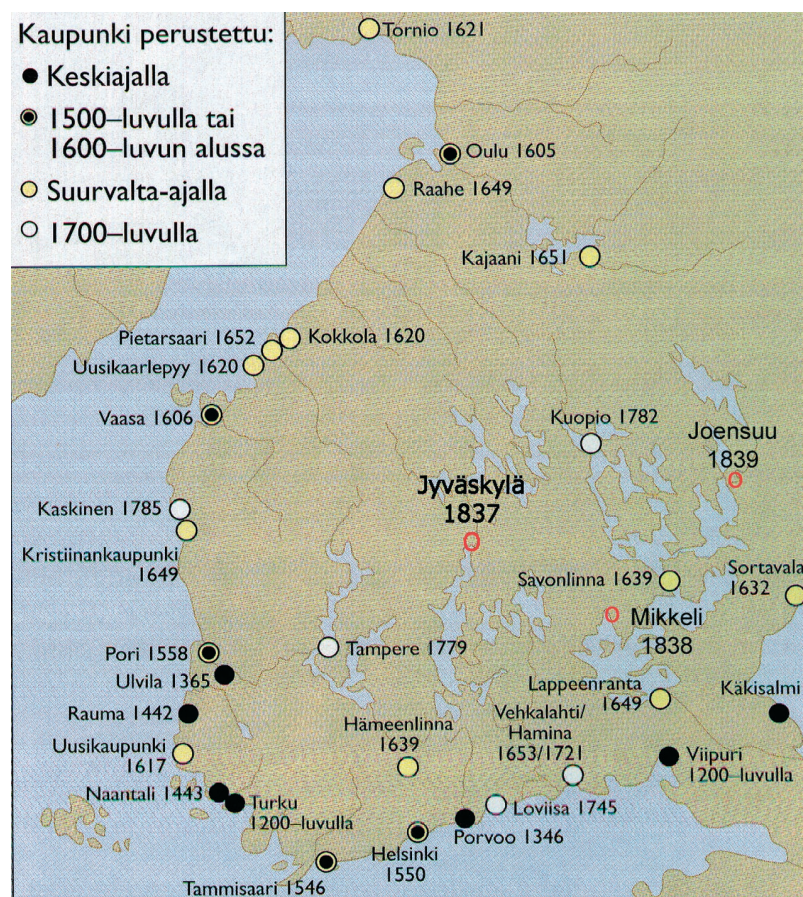 Kaupunki perustettu:
Keskiajalla
1500–luvulla tai
1600–luvun alussa
Suurvalta-ajalla
1700–luvulla
Tornio 1621
Oulu 1605
Raahe 1649
Kajaani 1651
Pietarsaari 1652
Kokkola 1620
Uusikaarlepyy 1620
Vaasa 1606
Kuopio 1782
Joensuu
1839
Jyväskylä
1837
Kaskinen 1785
Kristiinankaupunki
1649
Savonlinna 1639
Sortavala
1632
Mikkeli
1838
Pori 1558
Tampere 1779
Ulvila 1365
Lappeenranta
1649
Käkisalmi
Rauma 1442
Hämeenlinna
1639
Vehkalahti/
Hamina
1653/1721
Uusikaupunki
1617
Viipuri
1200–luvulla
Naantali 1443
Turku
1200–luvulla
Loviisa 1745
Porvoo 1346
Helsinki
1550
Tammisaari 1546